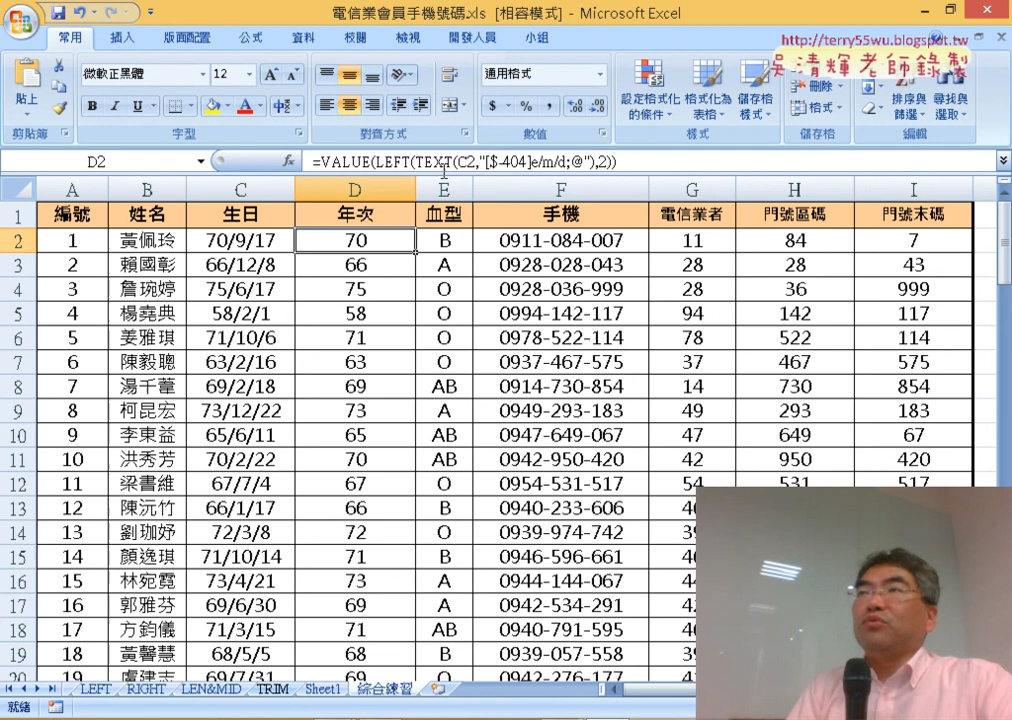 電信業會員手機號碼.xls [相容模式] - Microsoft Excel
常用 插入 版面配置 公式 資料 校閱 檢視 開發人員 小組
http://terry55wu.blogspot.tw
吳清輝老師錄製
貼上
微軟正黑體 12
B I U
通用格式
$ % ,
設定格式化的條件 格式化為表格 儲存格樣式
刪除
格式
排序與篩選 尋找與選取
剪貼簿 字型 對齊方式 數值 樣式 儲存格 編輯
D2 fx =VALUE(LEFT(TEXT(C2,"[$-404]e/m/d;@"),2))
A B C D E F G H I
1 編號 姓名 生日 年次 血型 手機 電信業者 門號區碼 門號末碼
2 1 黃佩玲 70/9/17 70 B 0911-084-007 11 84 7
3 2 賴國彰 66/12/8 66 A 0928-028-043 28 28 43
4 3 詹琬婷 75/6/17 75 O 0928-036-999 28 36 999
5 4 楊堯典 58/2/1 58 O 0994-142-117 94 142 117
6 5 姜雅琪 71/10/6 71 O 0978-522-114 78 522 114
7 6 陳毅聰 63/2/16 63 O 0937-467-575 37 467 575
8 7 湯千蕾 69/2/18 69 AB 0914-730-854 14 730 854
9 8 柯昆宏 73/12/22 73 A 0949-293-183 49 293 183
10 9 李東益 65/6/11 65 AB 0947-649-067 47 649 67
11 10 洪秀芳 70/2/22 70 AB 0942-950-420 42 950 420
12 11 梁書維 67/7/4 67 O 0954-531-517 54 531 517
13 12 陳沅竹 66/1/17 66 B 0940-233-606
14 13 鄧珈妤 72/3/8 72 O 0939-974-742
15 14 顏逸琪 71/10/14 71 B 0946-596-661
16 15 林宛霓 73/4/21 73 A 0944-144-067
17 16 郭雅芬 69/6/30 69 A 0942-534-291
18 17 方鈞儀 71/3/15 71 AB 0940-791-595
19 18 黃馨慧 68/5/5 68 B 0939-057-558
20 19 盧建志 69/7/31 69 O 0942-276-177
LEFT RIGHT LEN&MID TRIM Sheet1 綜合練習
就緒